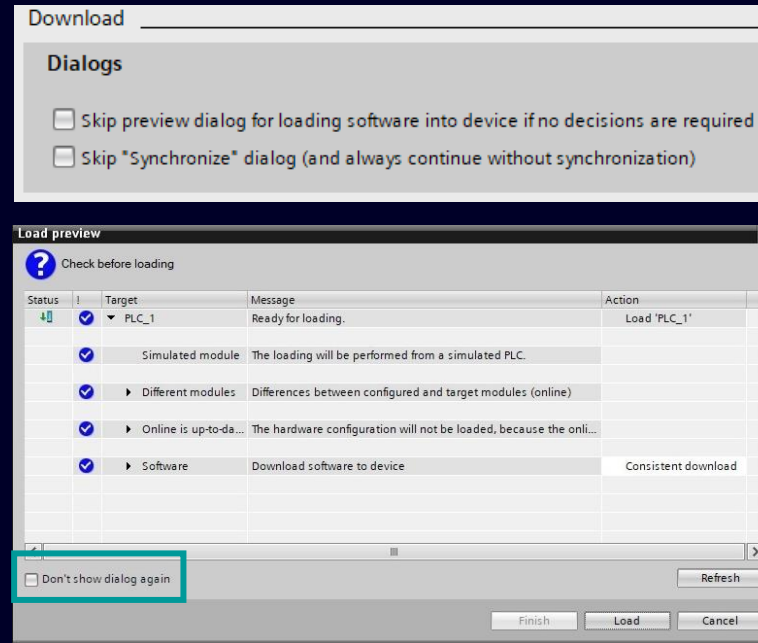 Download
Dialogs
Skip preview dialog for loading software into device if no decisions are required
Skip "Synchronize" dialog (and always continue without synchronization)
Load preview
Check before loading
Status ! Target Message Action
PLC_1 Ready for loading. Load 'PLC_1'
Simulated module The loading will be performed from a simulated PLC.
Different modules Differences between configured and target modules (online)
Online is up-to-da... The hardware configuration will not be loaded, because the onli...
Software Download software to device Consistent download
Don't show dialog again
Refresh
Finish Load Cancel